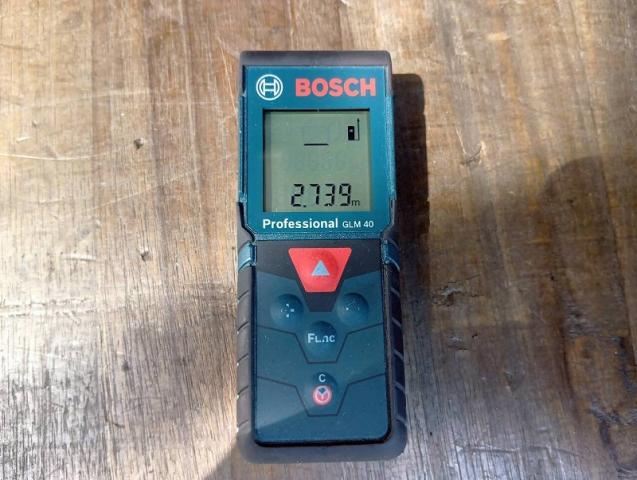 BOSCH
2.739m
Professional GLM 40
Func
C